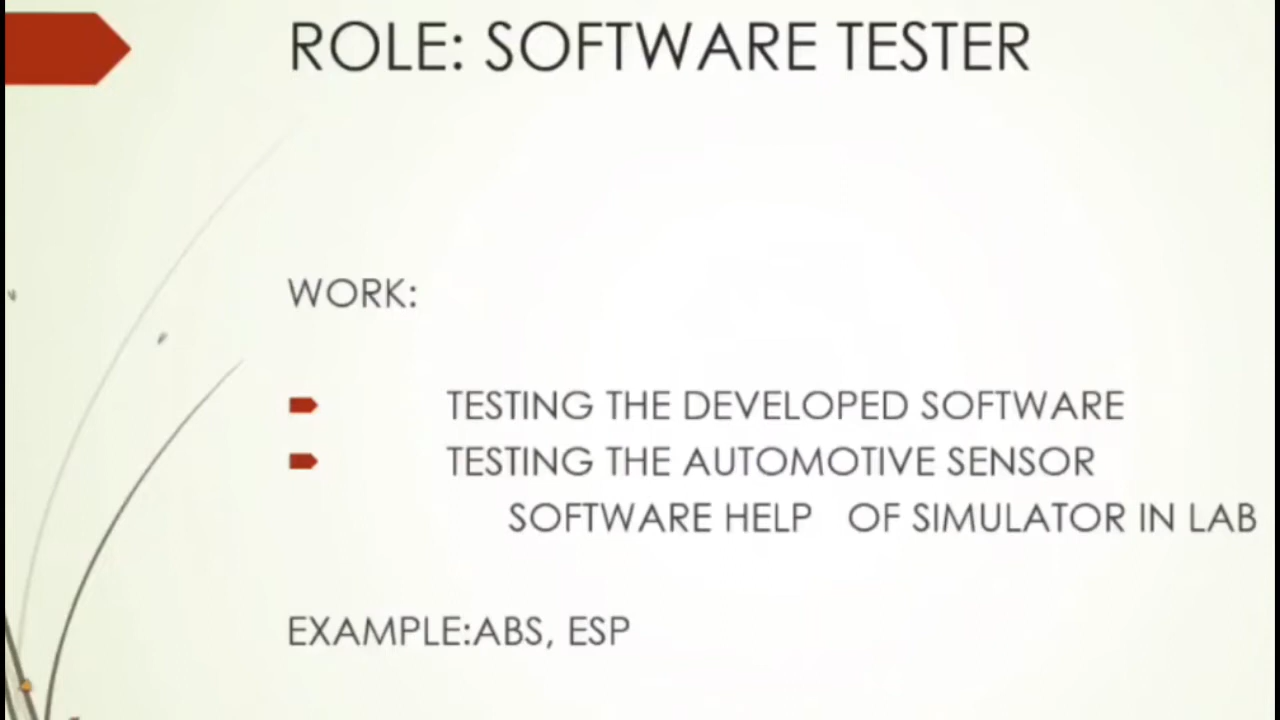 ROLE: SOFTWARE TESTER
WORK:
TESTING THE DEVELOPED SOFTWARE
TESTING THE AUTOMOTIVE SENSOR
SOFTWARE HELP OF SIMULATOR IN LAB
EXAMPLE:ABS, ESP